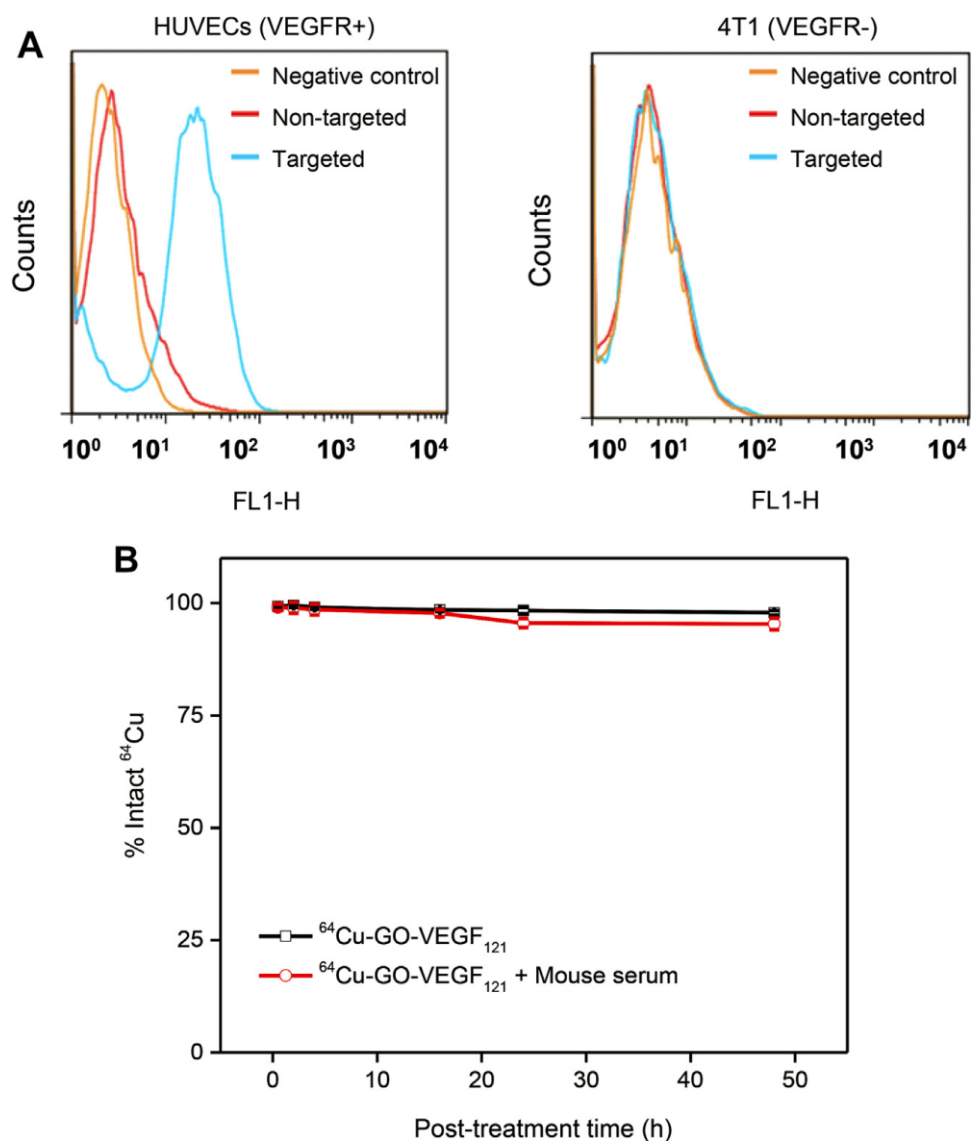 A
HUVECs (VEGFR+)
Negative control
Non-targeted
Targeted
Counts
10⁰ 10¹ 10² 10³ 10⁴
FL1-H
4T1 (VEGFR-)
Negative control
Non-targeted
Targeted
Counts
10⁰ 10¹ 10² 10³ 10⁴
FL1-H
B
% Intact ⁶⁴Cu
100
75
50
25
0
⁶⁴Cu-GO-VEGF₁₂₁
⁶⁴Cu-GO-VEGF₁₂₁ + Mouse serum
0 10 20 30 40 50
Post-treatment time (h)